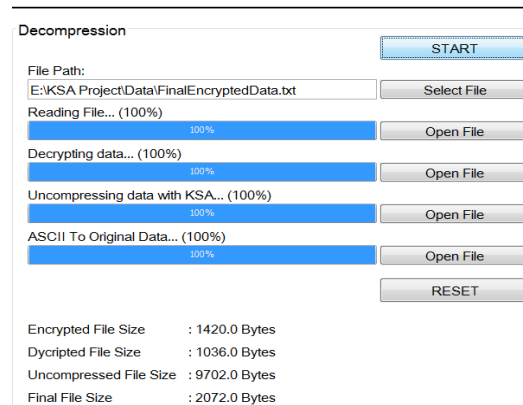 Decompression
START
File Path:
E:\KSA Project\Data\FinalEncryptedData.txt Select File
Reading File... (100%)
100% Open File
Decrypting data... (100%)
100% Open File
Uncompressing data with KSA... (100%)
100% Open File
ASCII To Original Data... (100%)
100% Open File
RESET
Encrypted File Size : 1420.0 Bytes
Dycripted File Size : 1036.0 Bytes
Uncompressed File Size : 9702.0 Bytes
Final File Size : 2072.0 Bytes